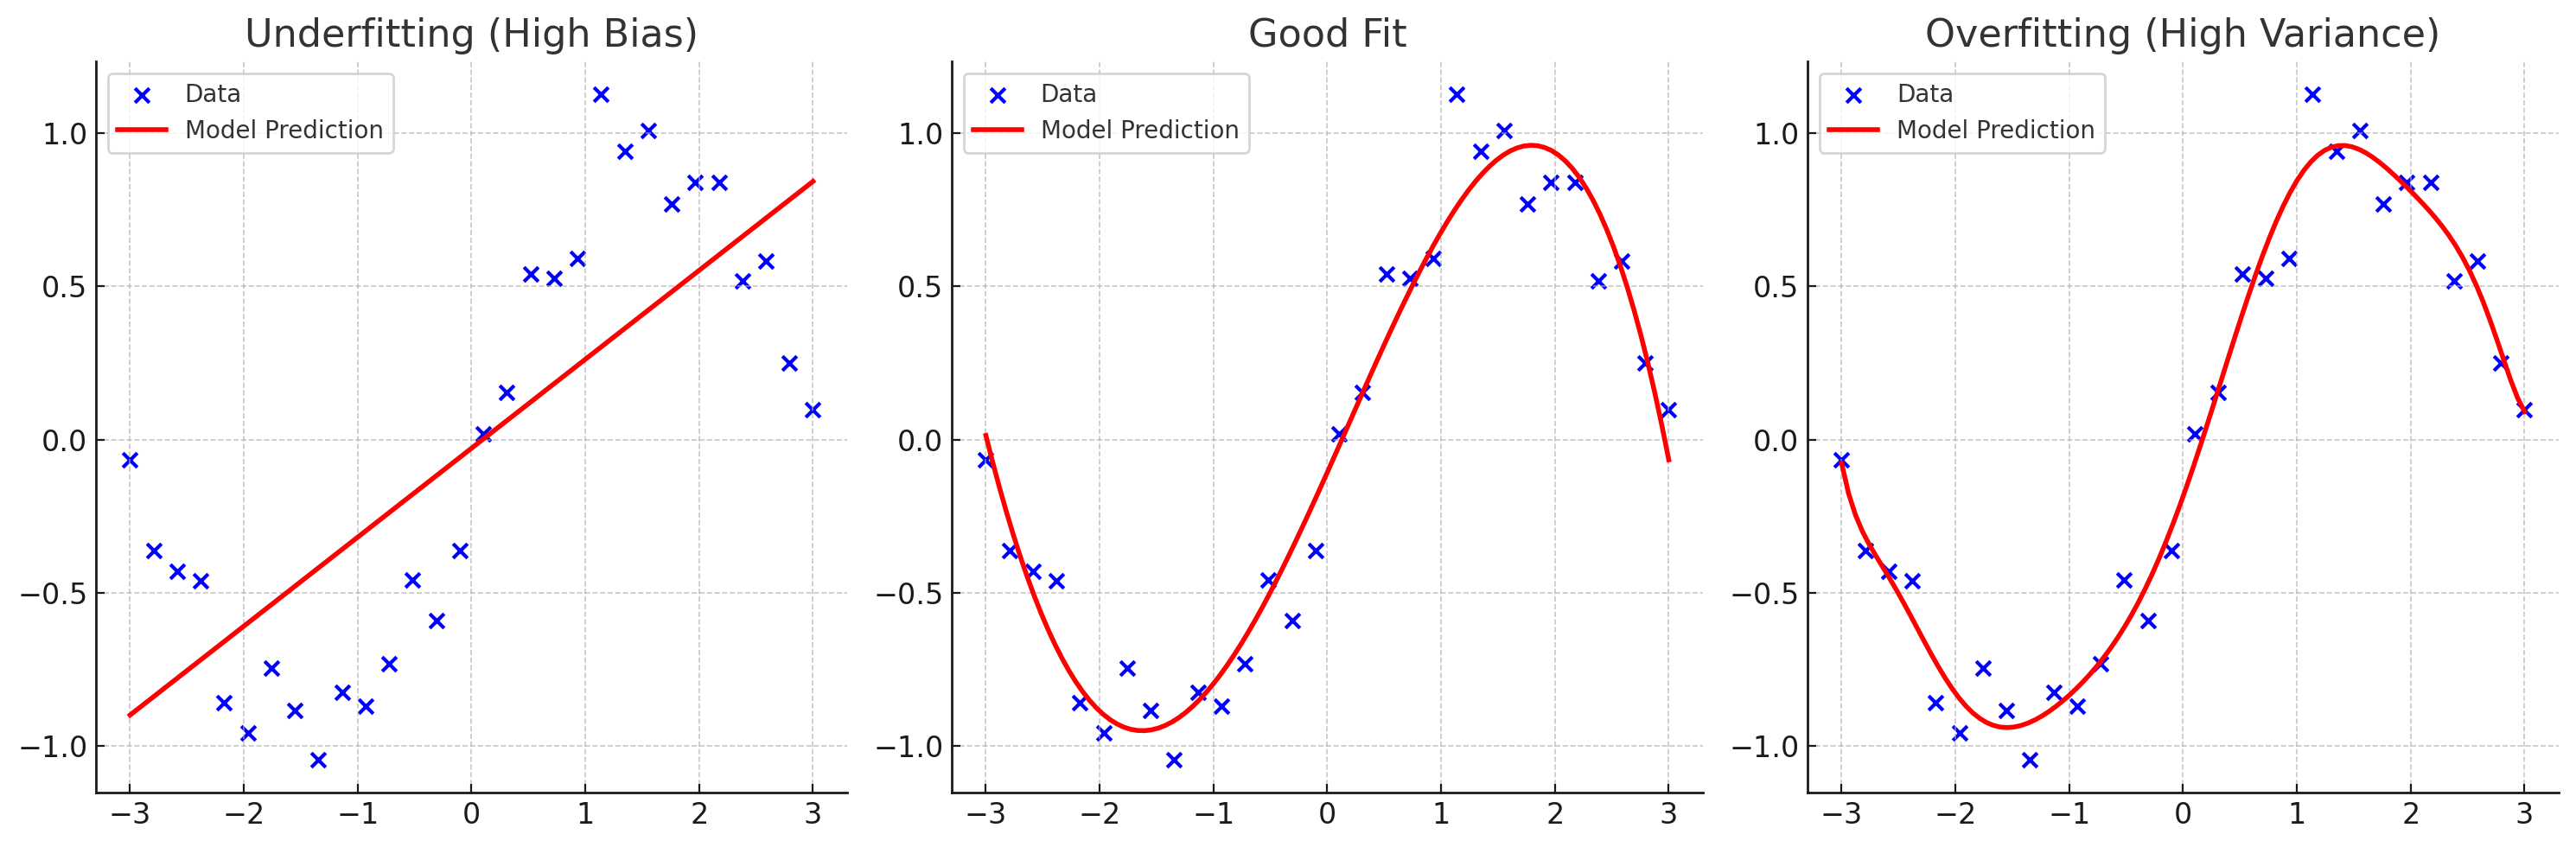 Underfitting (High Bias)
Data
Model Prediction
1.0
0.5
0.0
−0.5
−1.0
−3 −2 −1 0 1 2 3
Good Fit
Data
Model Prediction
1.0
0.5
0.0
−0.5
−1.0
−3 −2 −1 0 1 2 3
Overfitting (High Variance)
Data
Model Prediction
1.0
0.5
0.0
−0.5
−1.0
−3 −2 −1 0 1 2 3